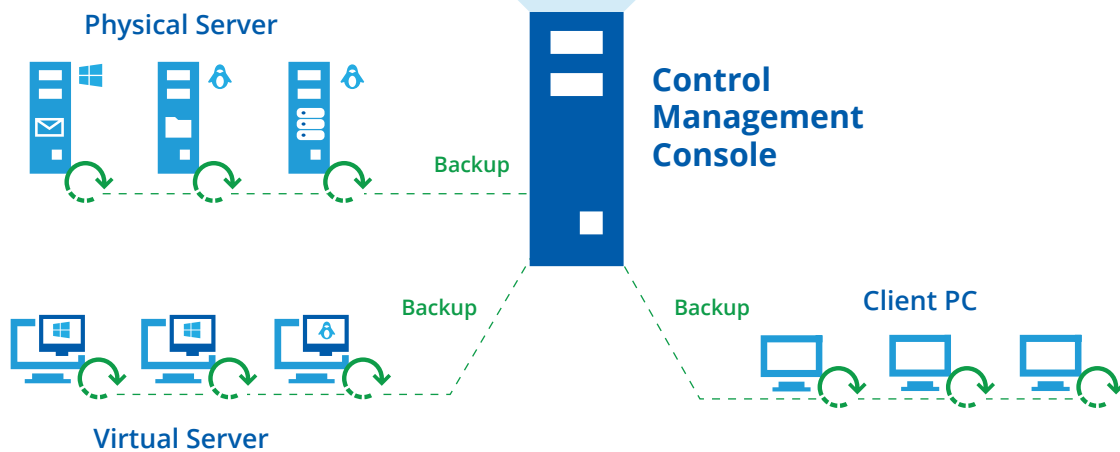 Physical Server
Control
Management
Console
Backup
Backup
Backup
Client PC
Virtual Server